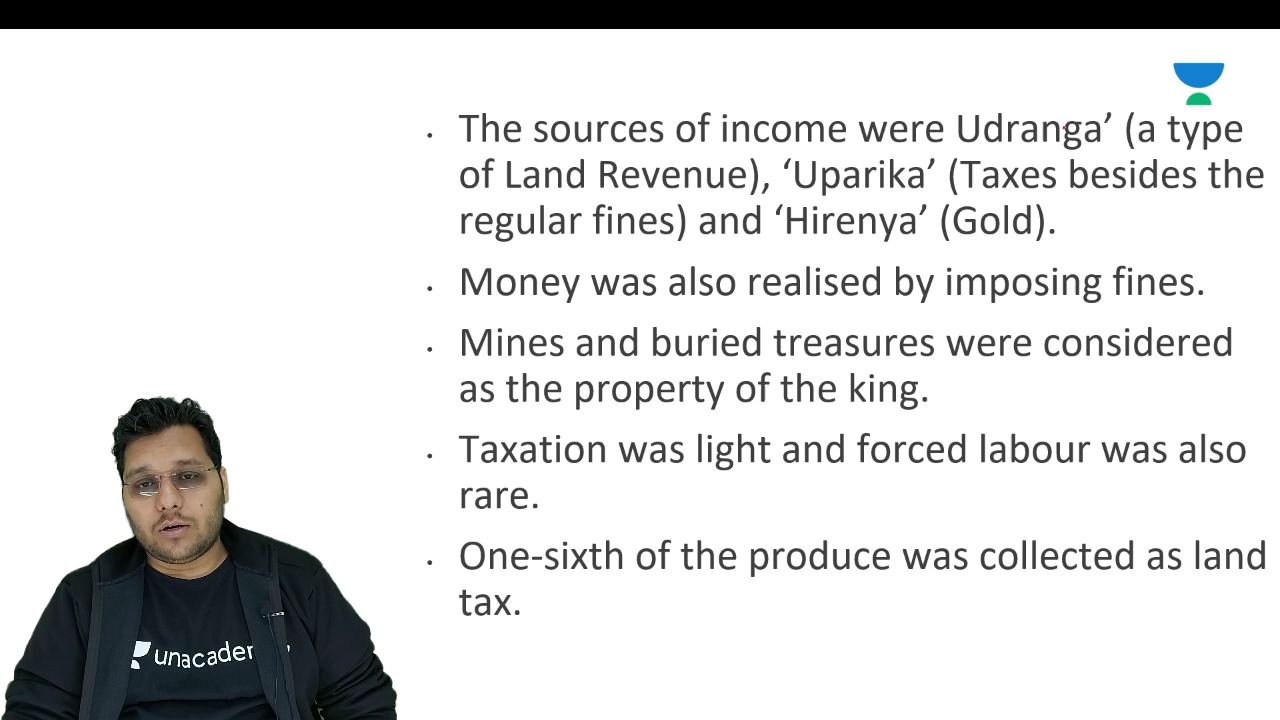 The sources of income were Udranga’ (a type
of Land Revenue), ‘Uparika’ (Taxes besides the
regular fines) and ‘Hirenya’ (Gold).
Money was also realised by imposing fines.
Mines and buried treasures were considered
as the property of the king.
Taxation was light and forced labour was also
rare.
One-sixth of the produce was collected as land
tax.
unacadem